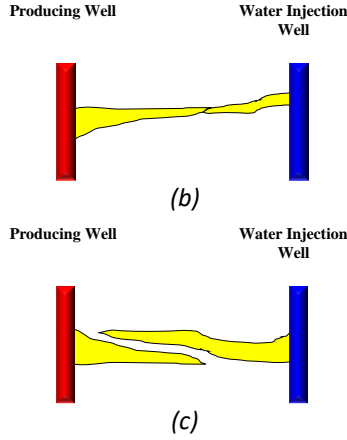 Producing Well
Water Injection
Well
(b)
Producing Well
Water Injection
Well
(c)